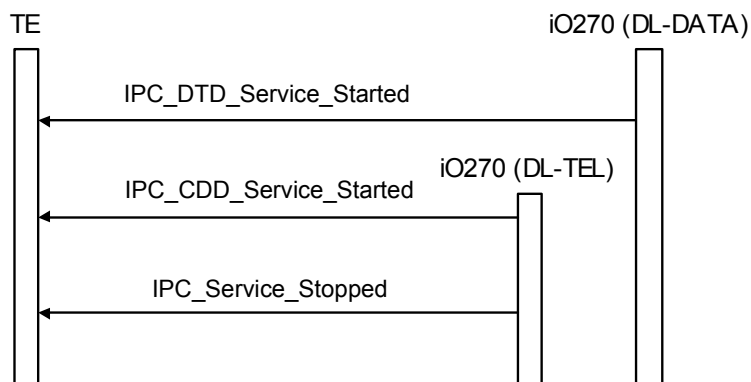 TE
iO270 (DL-DATA)
IPC_DTD_Service_Started
iO270 (DL-TEL)
IPC_CDD_Service_Started
IPC_Service_Stopped